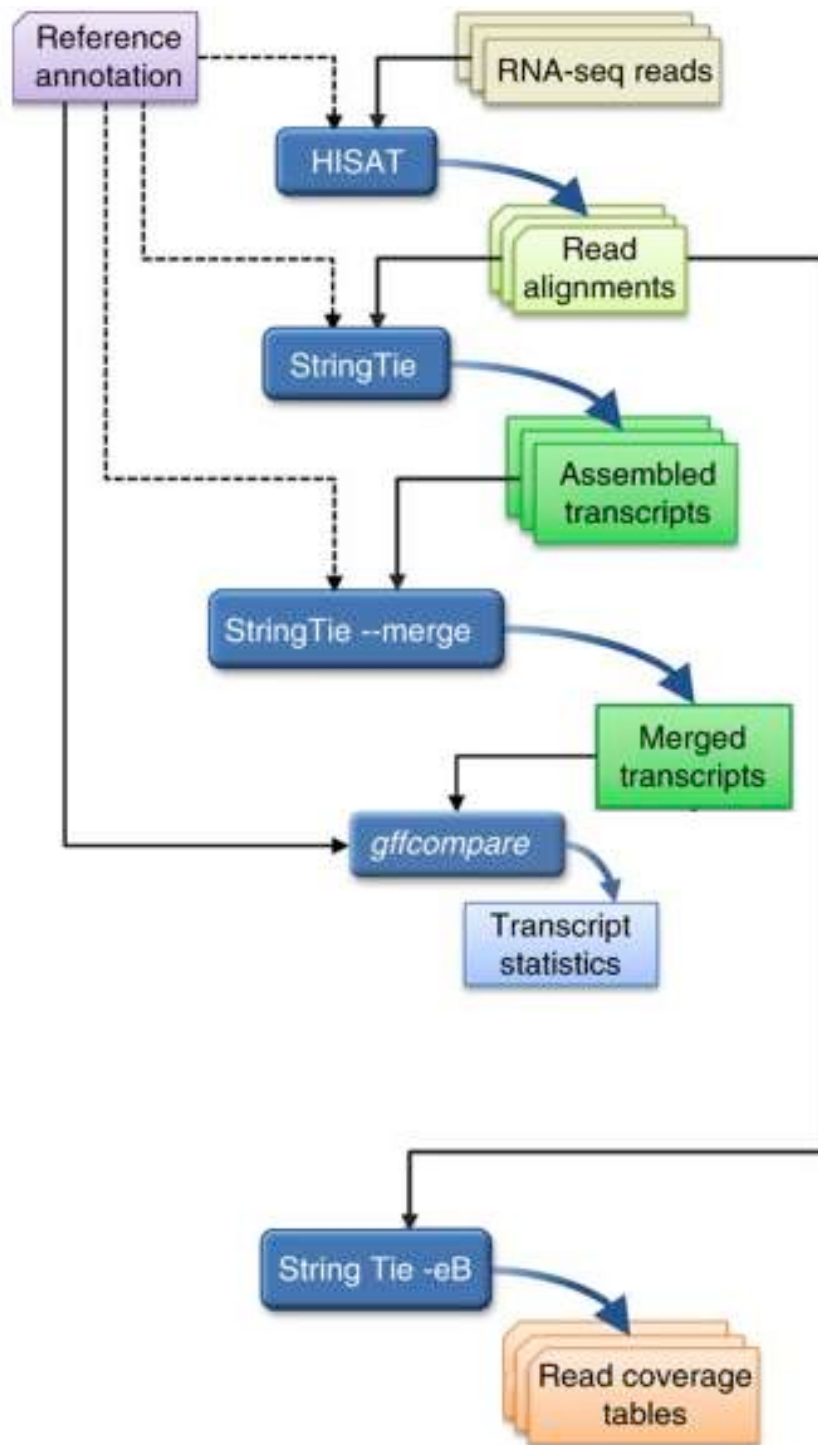 Reference
annotation
RNA-seq reads
HISAT
Read
alignments
StringTie
Assembled
transcripts
StringTie --merge
Merged
transcripts
gffcompare
Transcript
statistics
String Tie -eB
Read coverage
tables